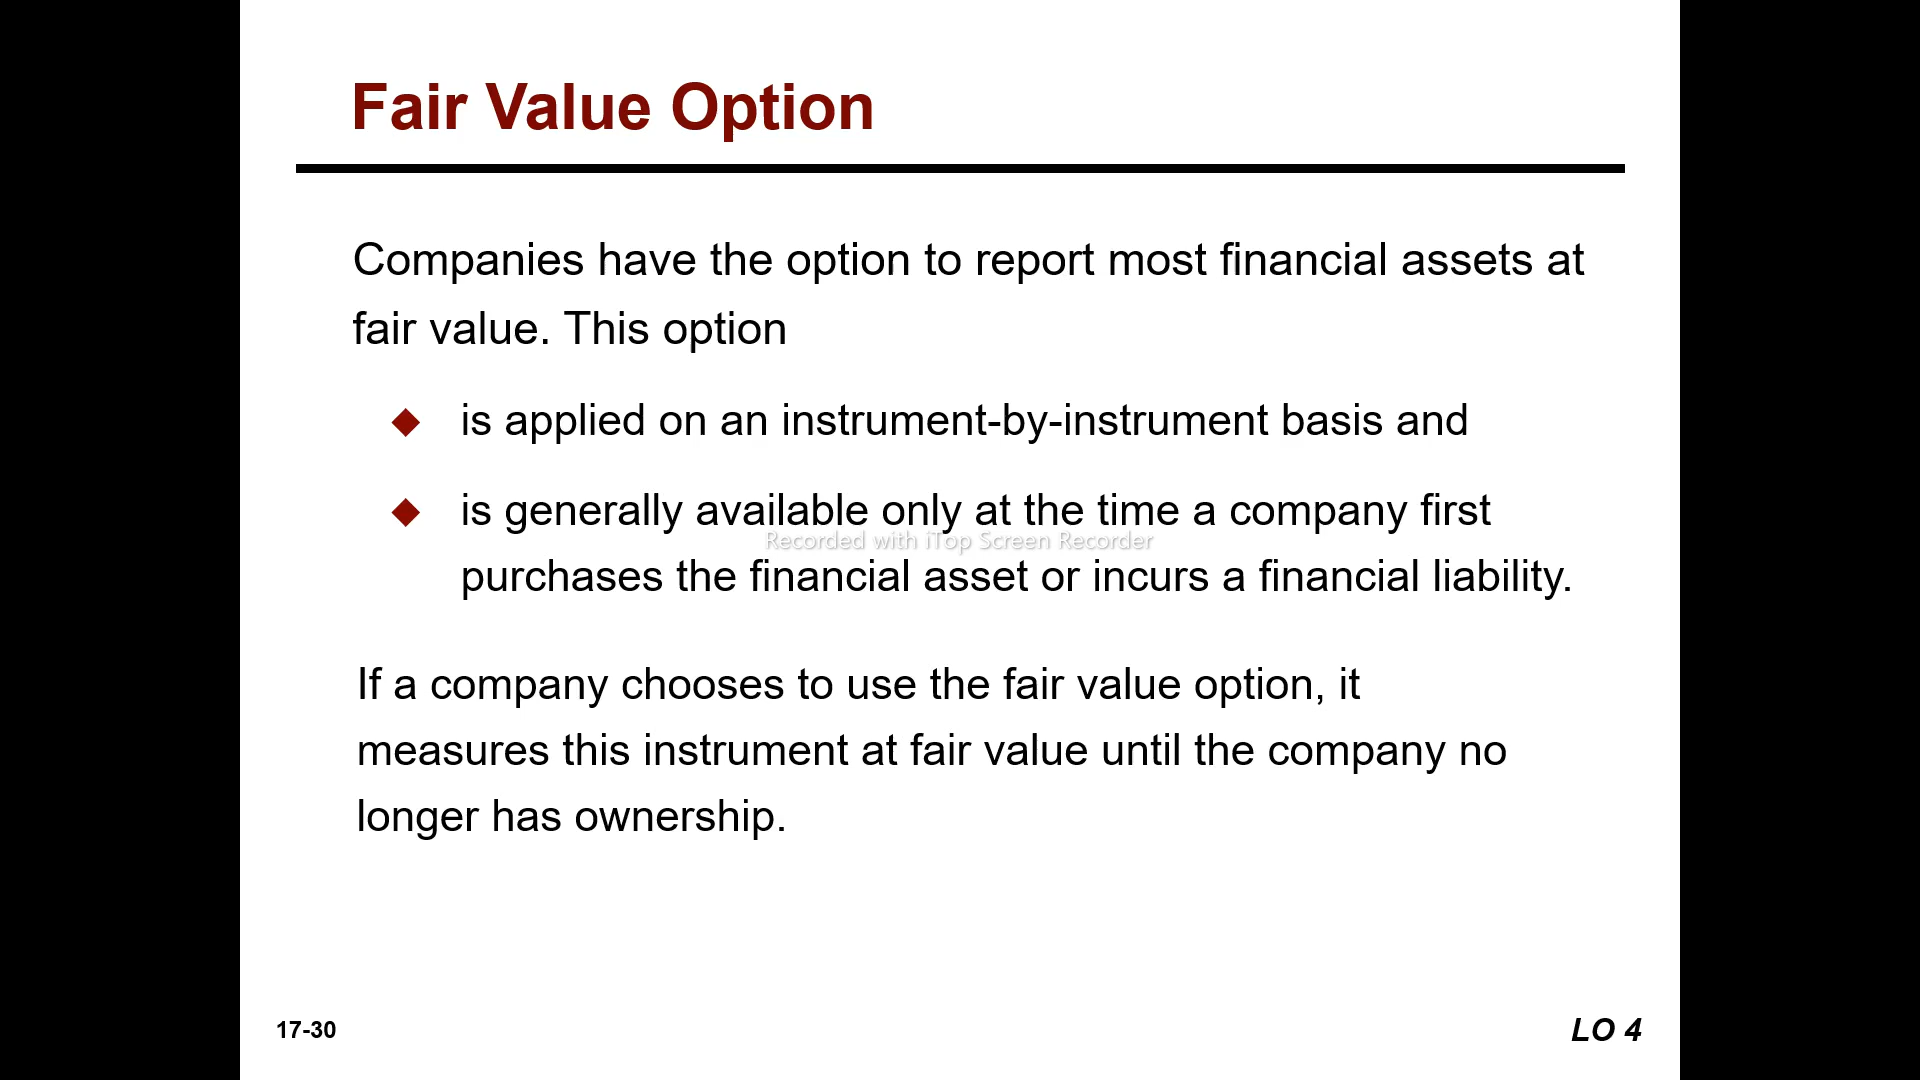 Fair Value Option
Companies have the option to report most financial assets at
fair value. This option
is applied on an instrument-by-instrument basis and
is generally available only at the time a company first
Recorded with iTop Screen Recorder
purchases the financial asset or incurs a financial liability.
If a company chooses to use the fair value option, it
measures this instrument at fair value until the company no
longer has ownership.
17-30
LO 4